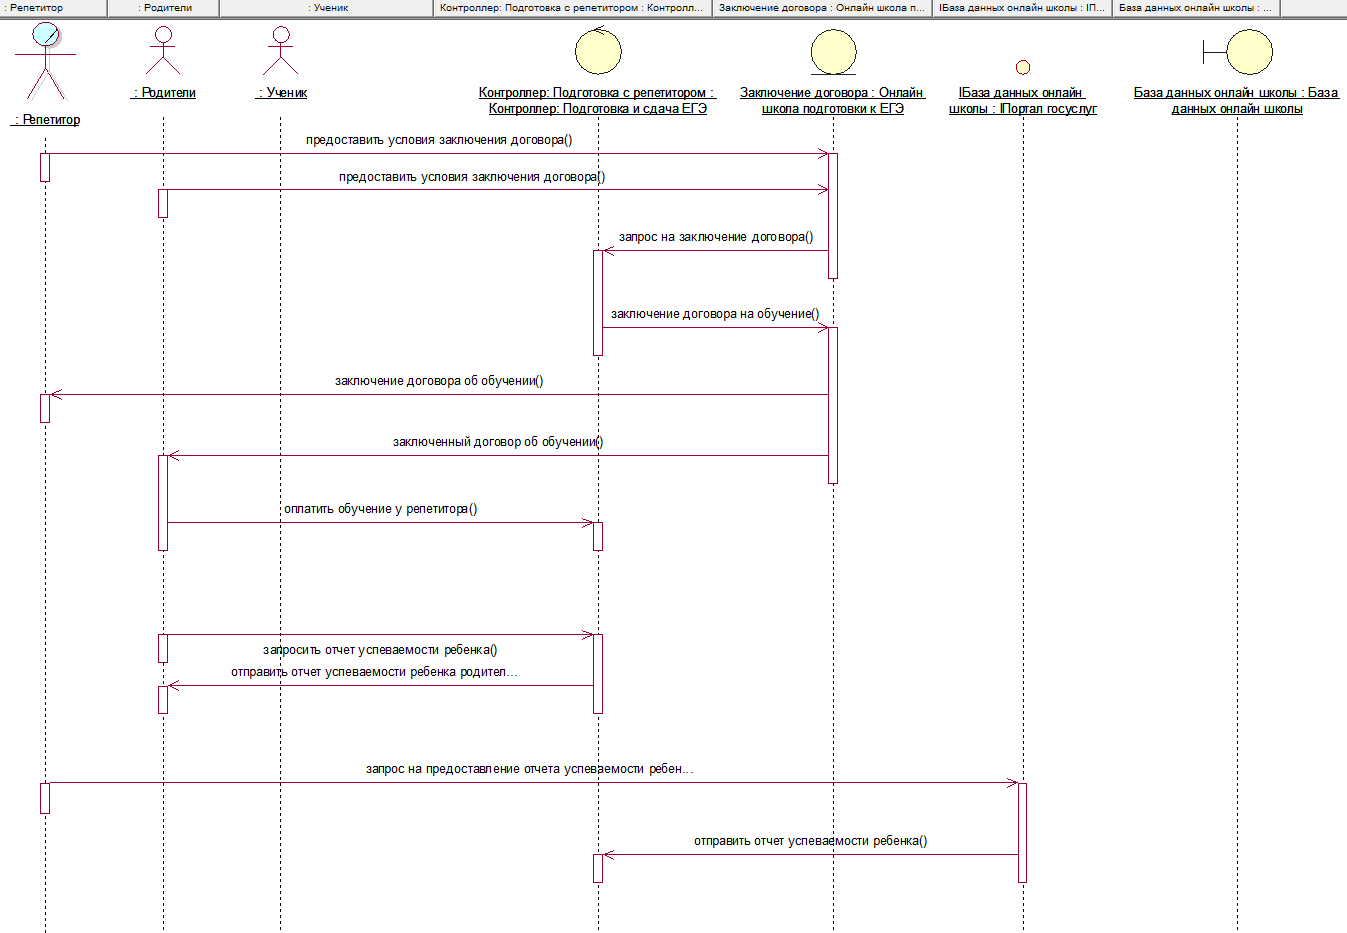 : Репетитор
: Родители
: Ученик
Контроллер: Подготовка с репетитором : Контролл...
Заключение договора : Онлайн школа п...
IБаза данных онлайн школы : IП...
База данных онлайн школы : ...
: Репетитор
: Родители
: Ученик
Контроллер: Подготовка с репетитором :
Контроллер: Подготовка и сдача ЕГЭ
Заключение договора : Онлайн
школа подготовки к ЕГЭ
IБаза данных онлайн
школы : IПортал госуслуг
База данных онлайн школы : База
данных онлайн школы
предоставить условия заключения договора()
предоставить условия заключения договора()
запрос на заключение договора()
заключение договора на обучение()
заключение договора об обучении()
заключенный договор об обучении()
оплатить обучение у репетитора()
запросить отчет успеваемости ребенка()
отправить отчет успеваемости ребенка родител...
запрос на предоставление отчета успеваемости ребен...
отправить отчет успеваемости ребенка()